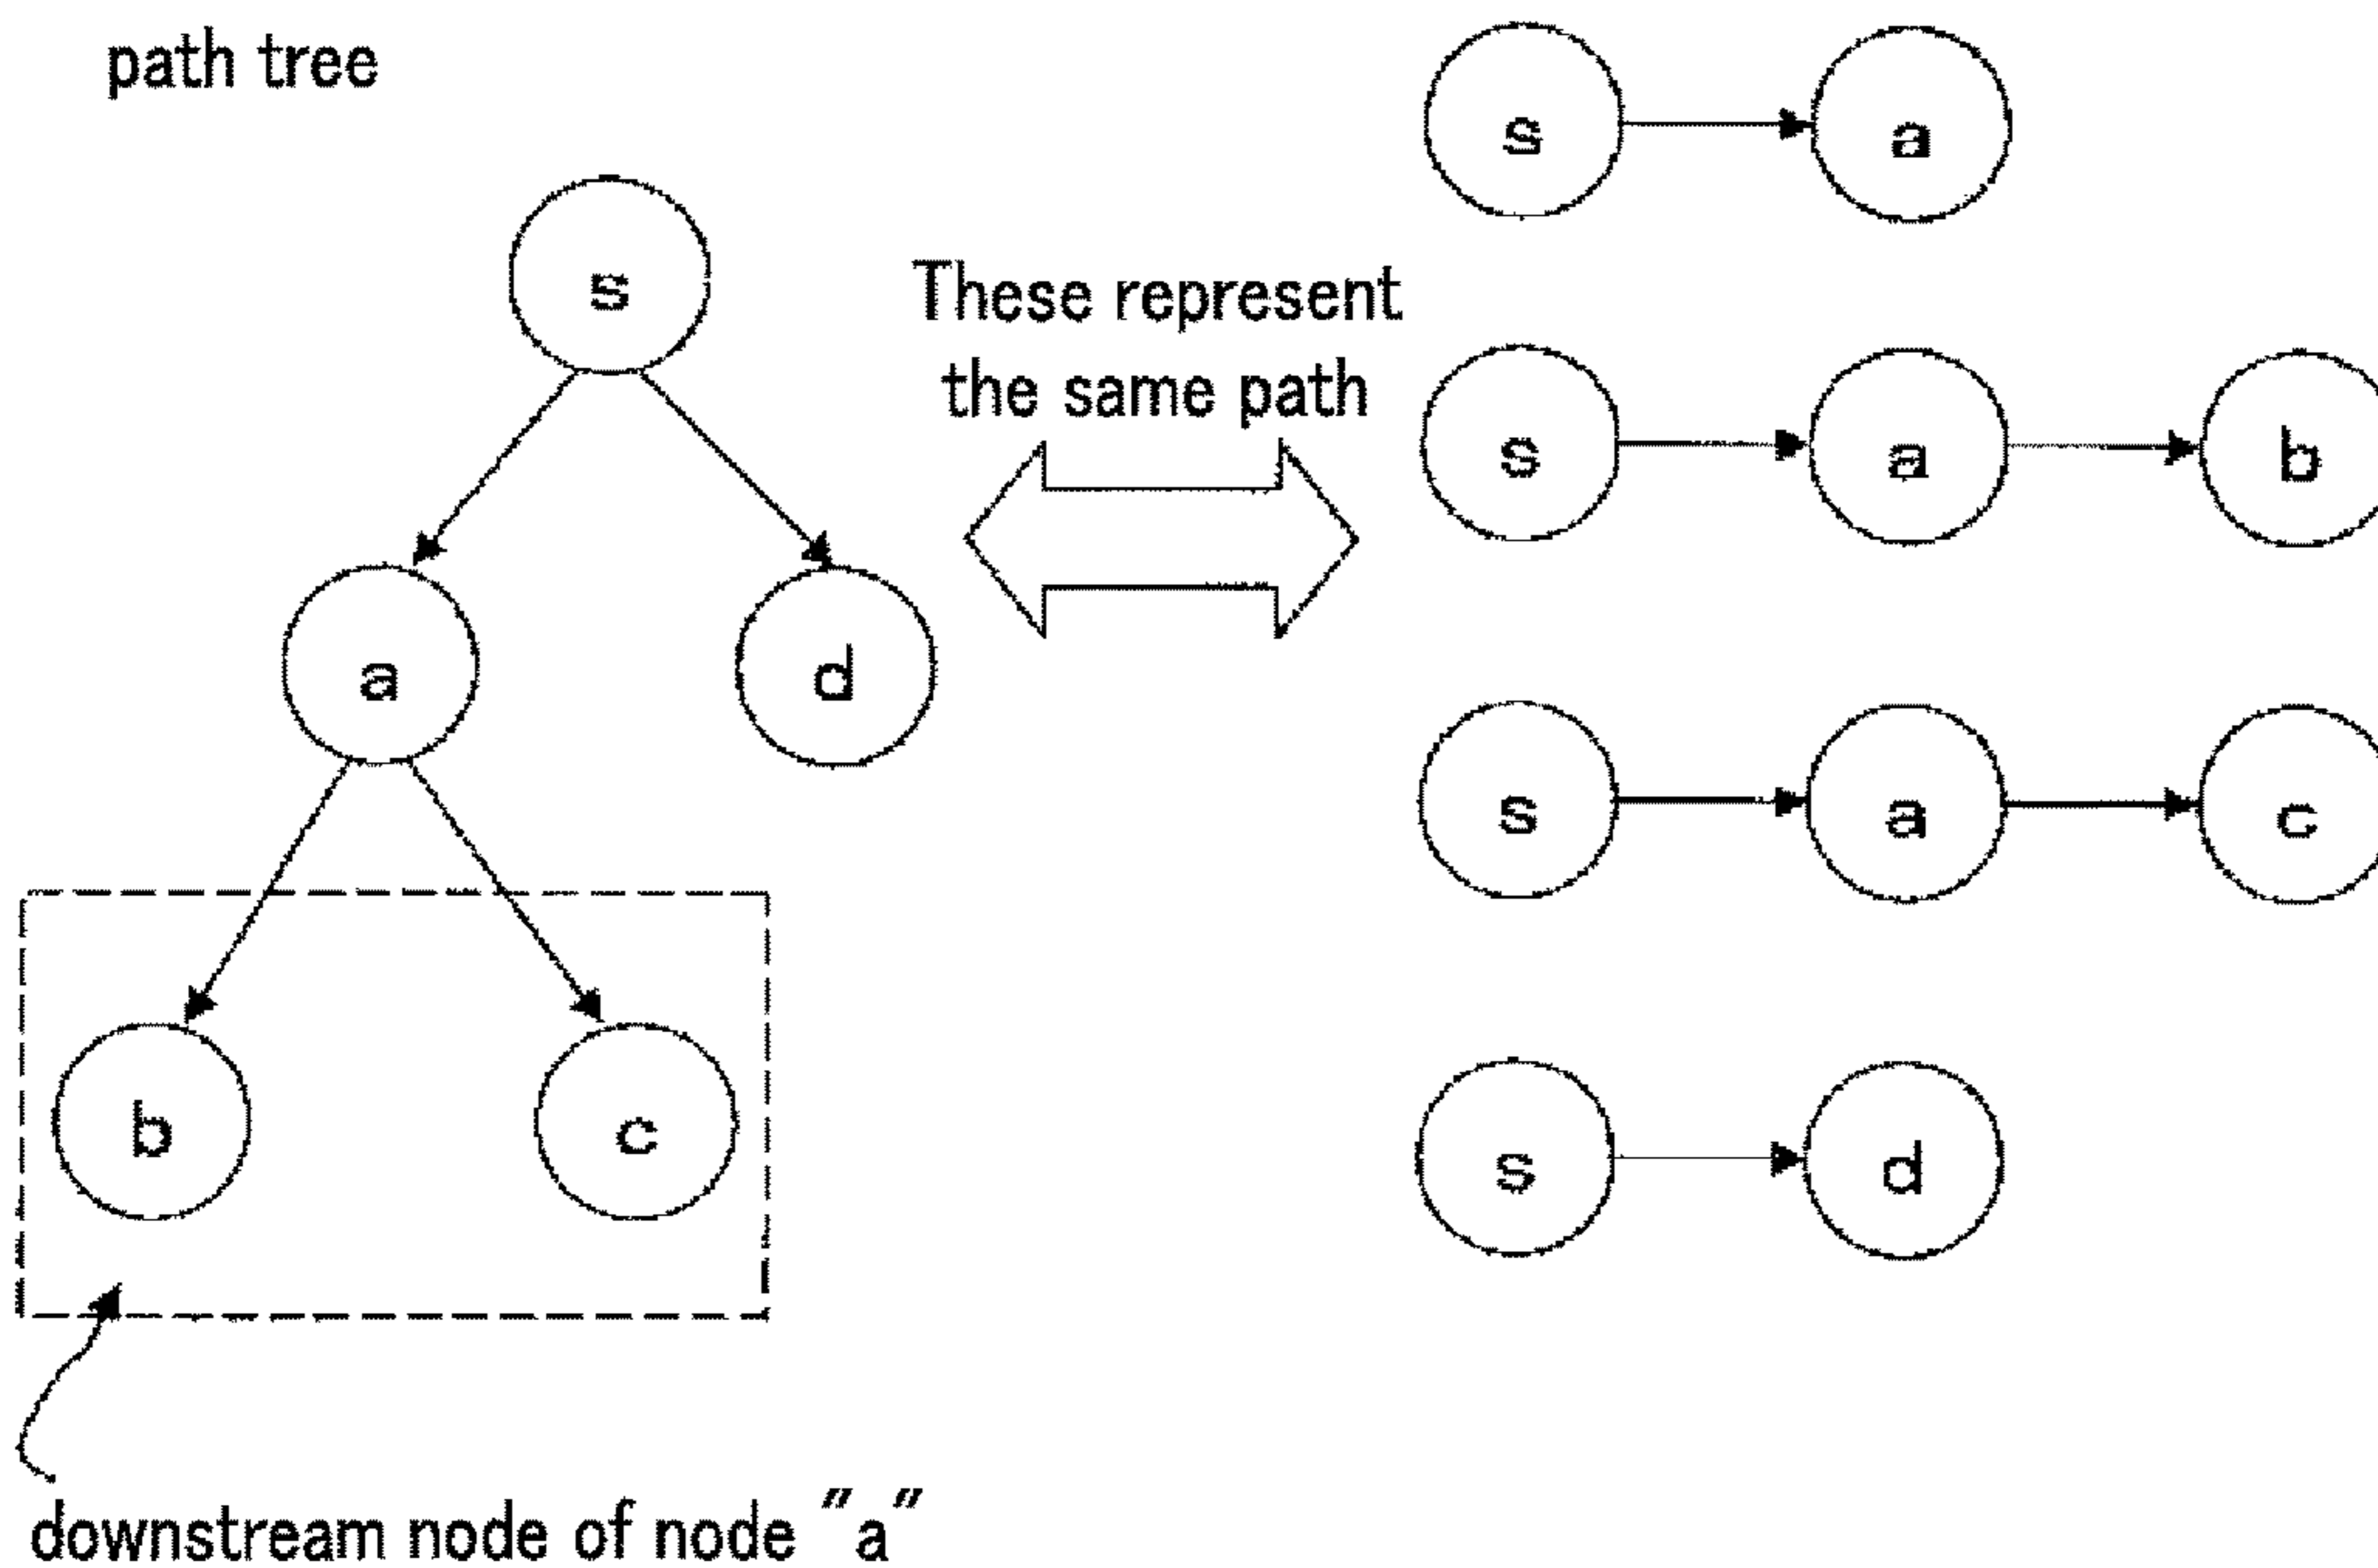 path tree
s
a
d
b
c
downstream node of node "a"
These represent
the same path
s a
s a b
s a c
s d